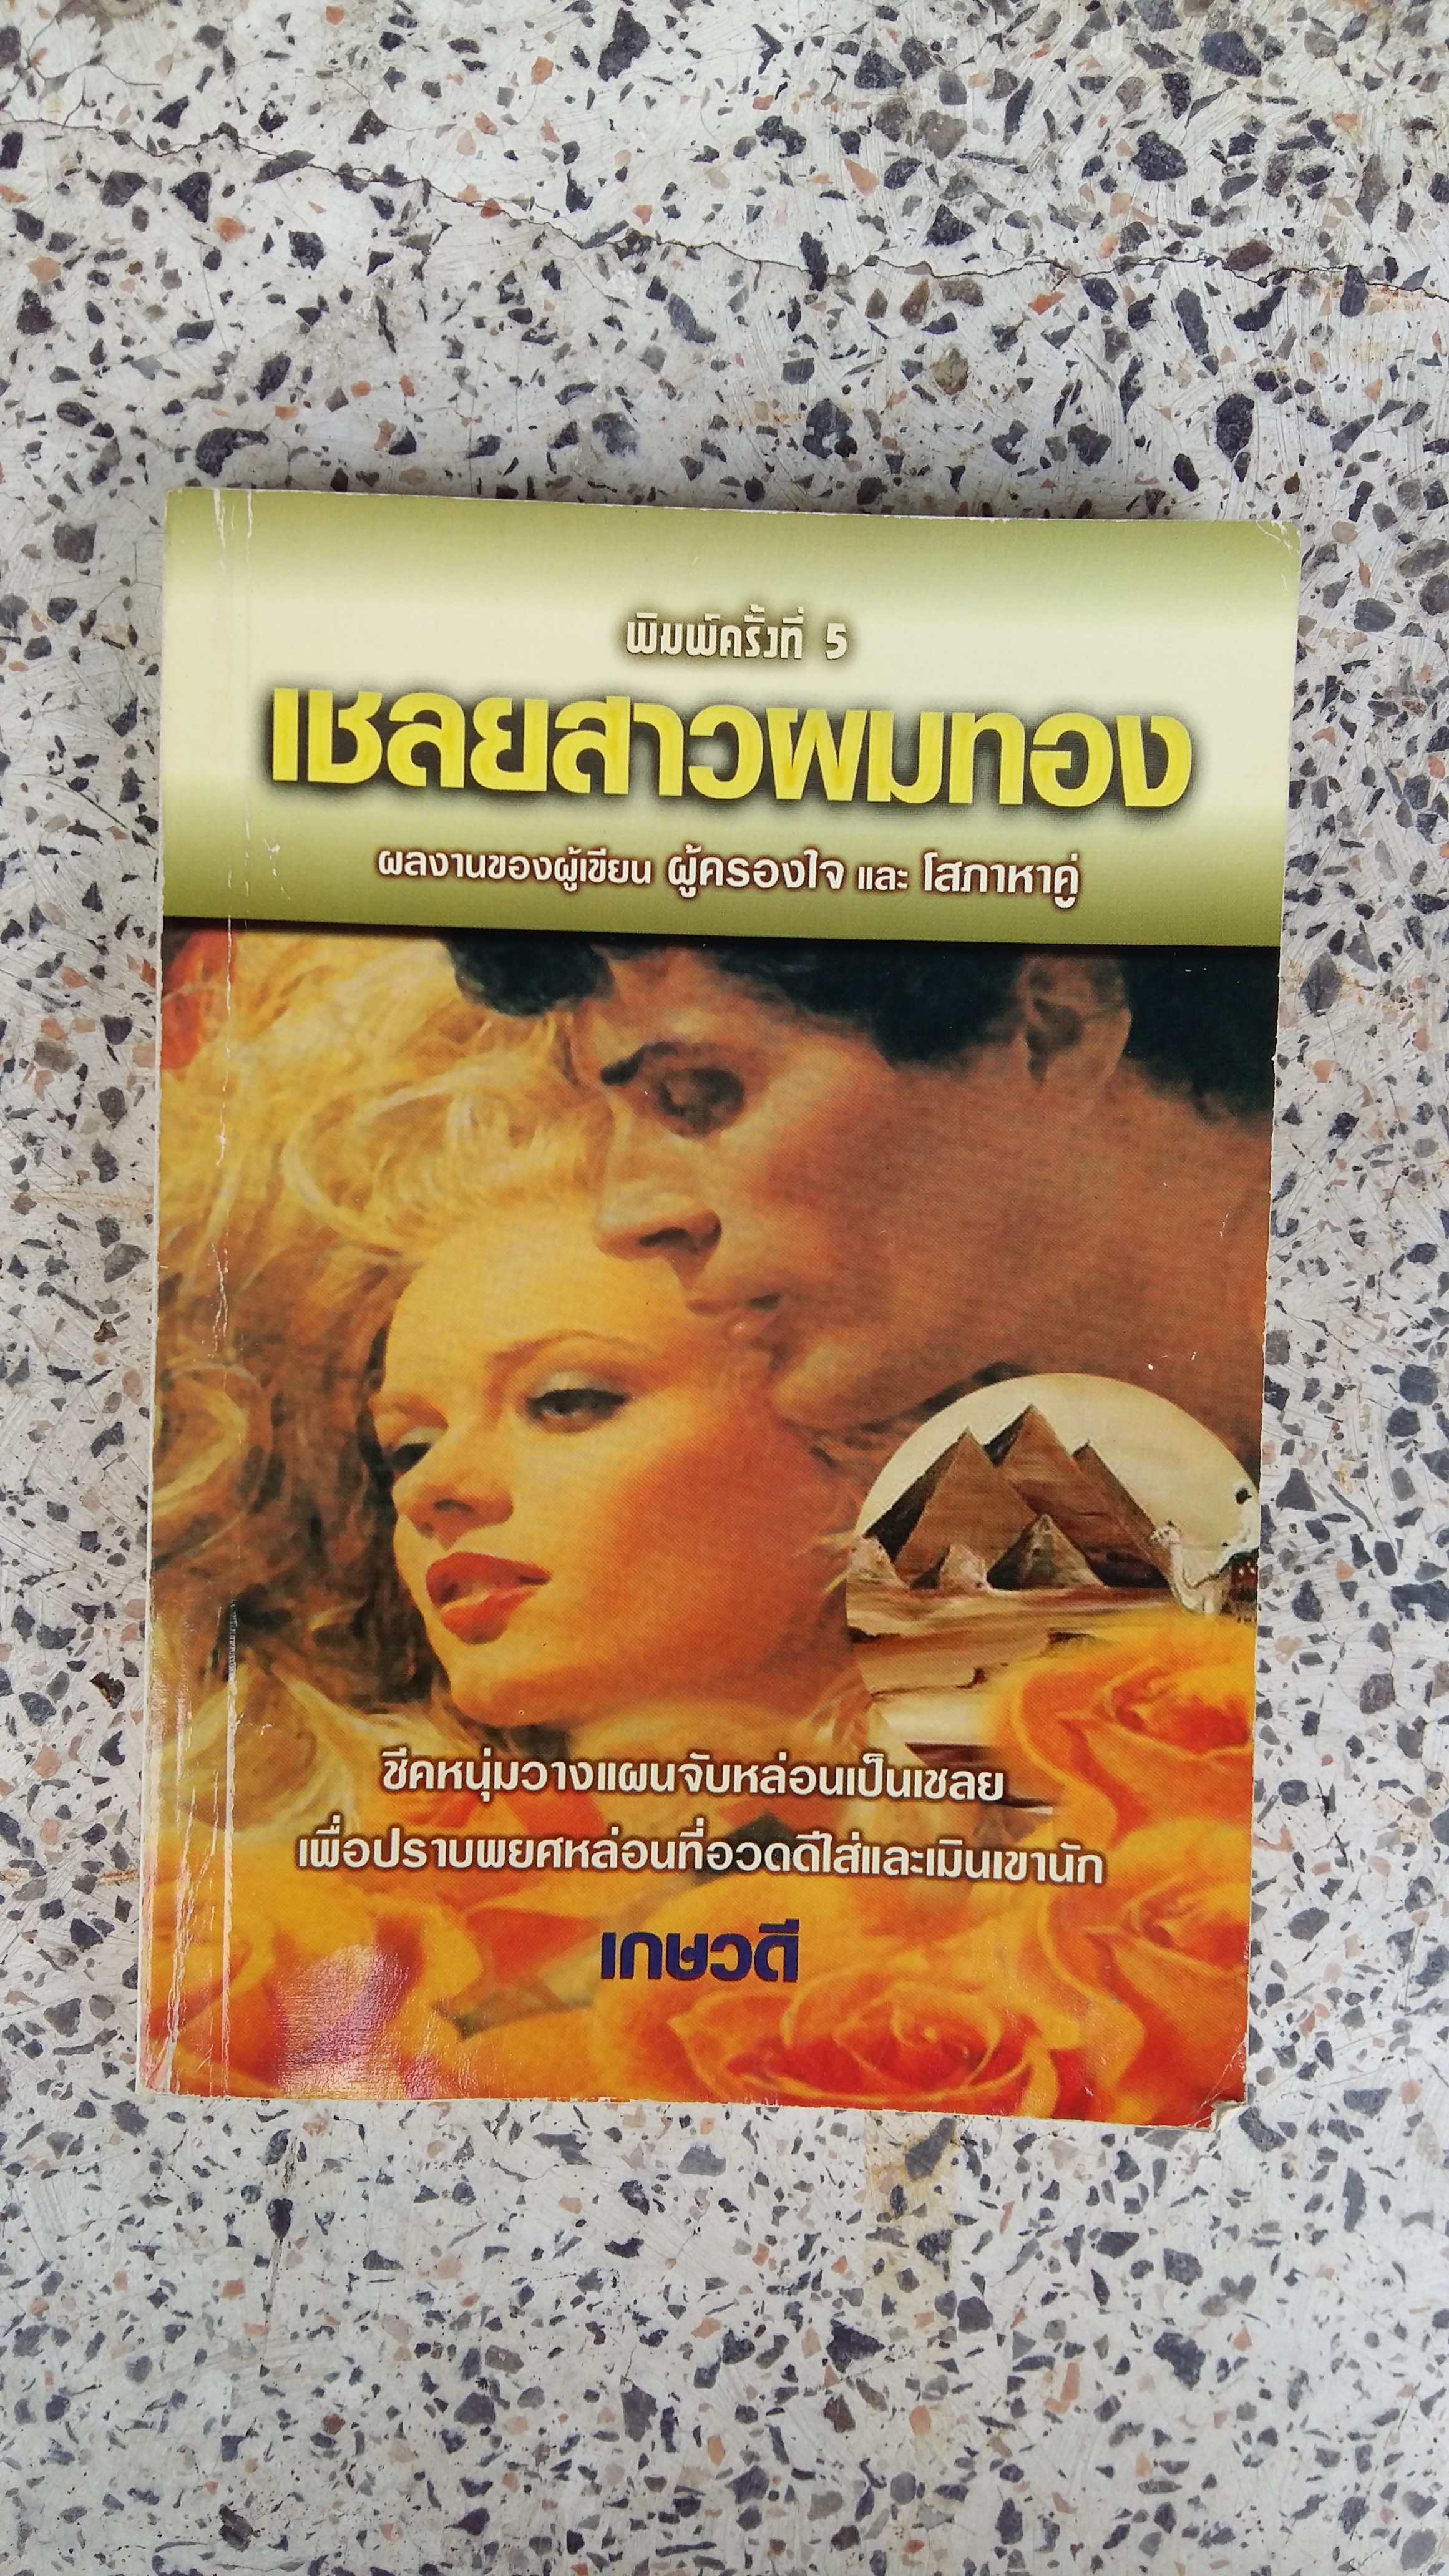 พิมพ์ครั้งที่ 5
เชลยสาวผมทอง
ผลงานของผู้เขียน ผู้ครองใจ และ โสภาหาคู่
ชีคหนุ่มวางแผนจับหล่อนเป็นเชลย
เพื่อปราบพยศหล่อนที่อวดดีใส่และเมินเขานัก
เกษวดี